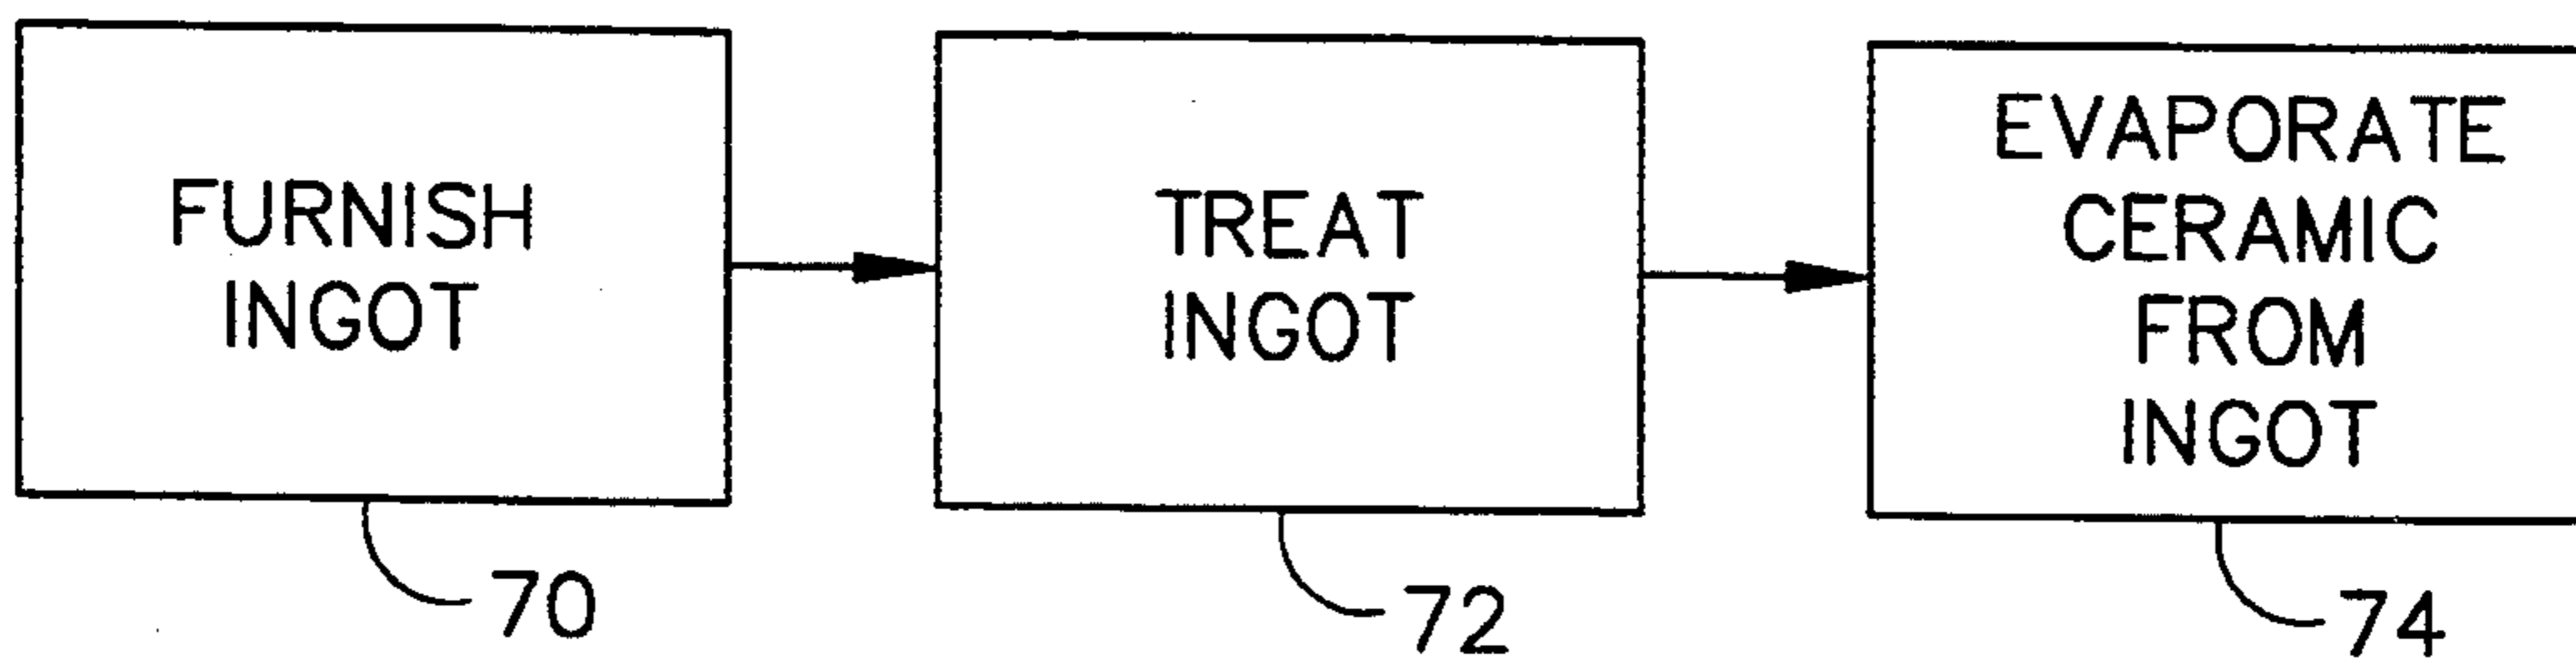 FURNISH
INGOT
TREAT
INGOT
EVAPORATE
CERAMIC
FROM
INGOT
70
72
74